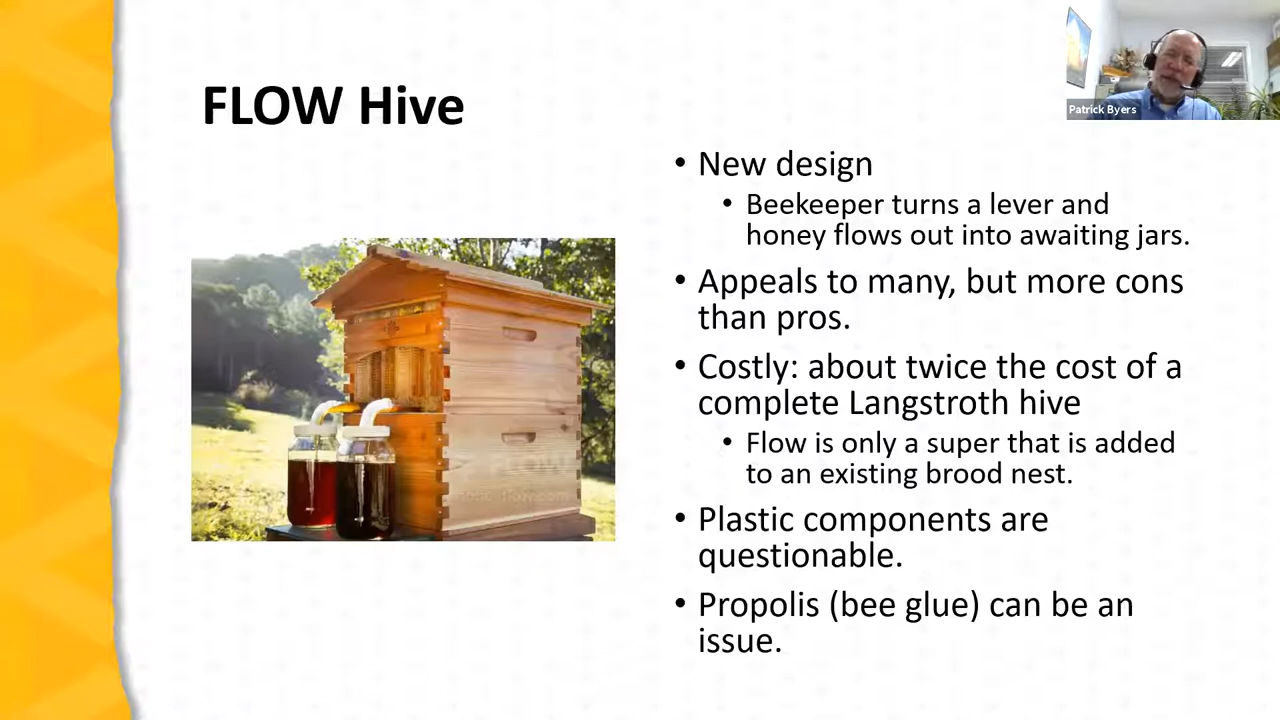 FLOW Hive
Patrick Byers
• New design
• Beekeeper turns a lever and
honey flows out into awaiting jars.
• Appeals to many, but more cons
than pros.
• Costly: about twice the cost of a
complete Langstroth hive
• Flow is only a super that is added
to an existing brood nest.
• Plastic components are
questionable.
• Propolis (bee glue) can be an
issue.